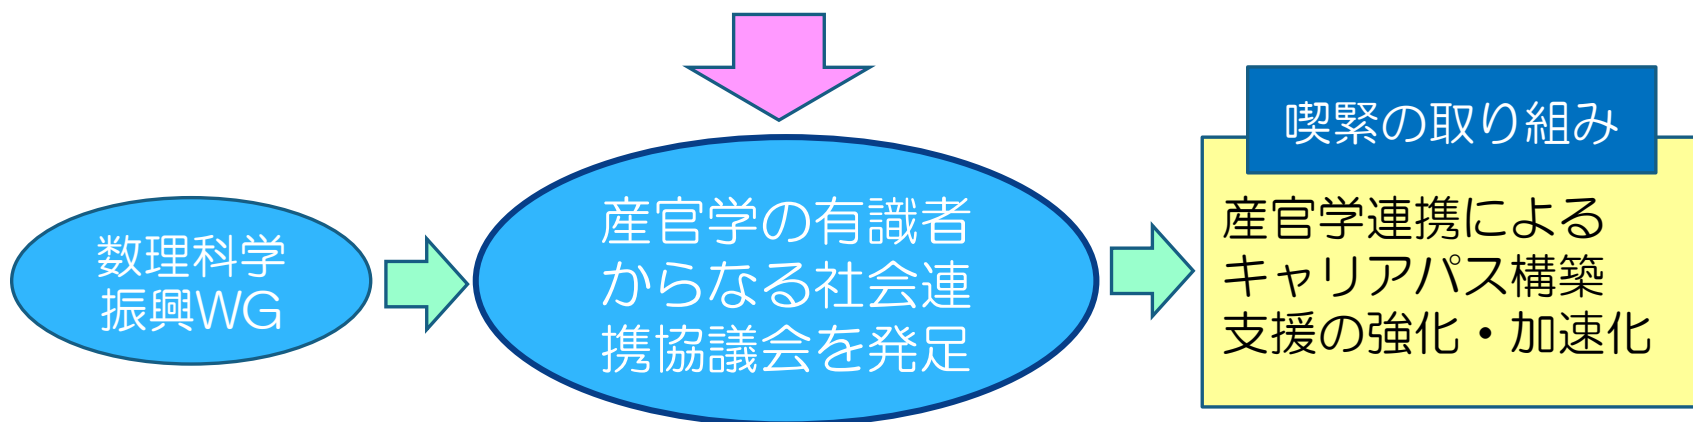 数理科学
振興WG
産官学の有識者
からなる社会連
携協議会を発足
喫緊の取り組み
産官学連携による
キャリアパス構築
支援の強化・加速化